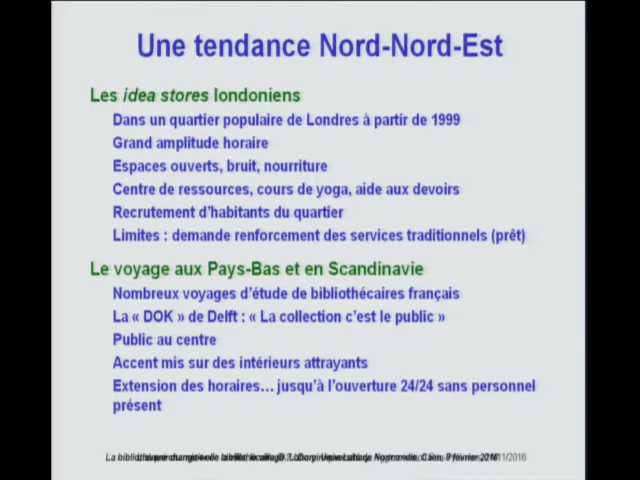 Une tendance Nord-Nord-Est
Les idea stores londoniens
Dans un quartier populaire de Londres à partir de 1999
Grand amplitude horaire
Espaces ouverts, bruit, nourriture
Centre de ressources, cours de yoga, aide aux devoirs
Recrutement d'habitants du quartier
Limites : demande renforcement des services traditionnels (prêt)
Le voyage aux Pays-Bas et en Scandinavie
Nombreux voyages d'étude de bibliothécaires français
La « DOK » de Delft : « La collection c'est le public »
Public au centre
Accent mis sur des intérieurs attrayants
Extension des horaires… jusqu'à l'ouverture 24/24 sans personnel
présent